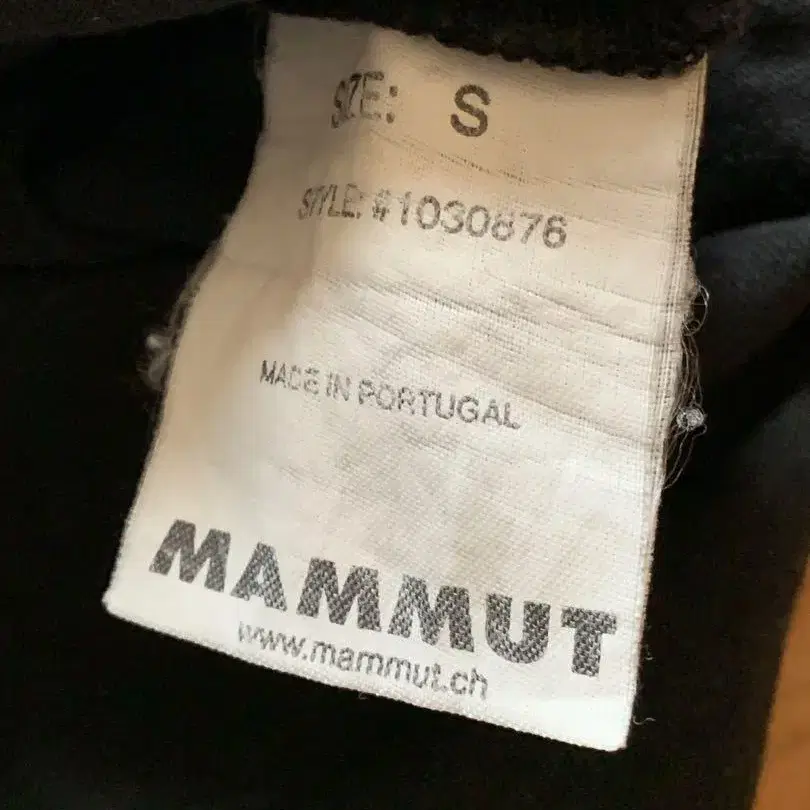 SIZE: S
STYLE: #1030876
MADE IN PORTUGAL
MAMMUT
www.mammut.ch